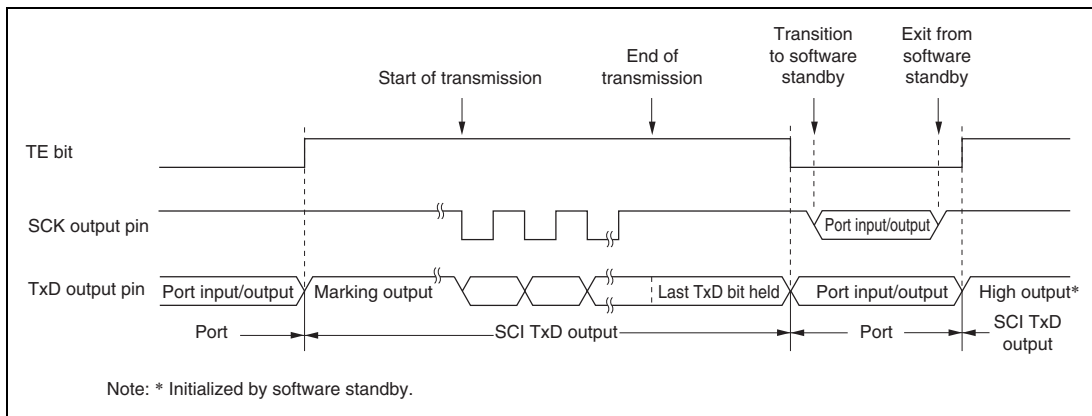 Transition
to software
standby
Exit from
software
standby
Start of transmission
End of
transmission
TE bit
SCK output pin
Port input/output
TxD output pin
Port input/output
Marking output
Last TxD bit held
Port input/output
High output*
Port
SCI TxD output
Port
SCI TxD
output
Note: * Initialized by software standby.